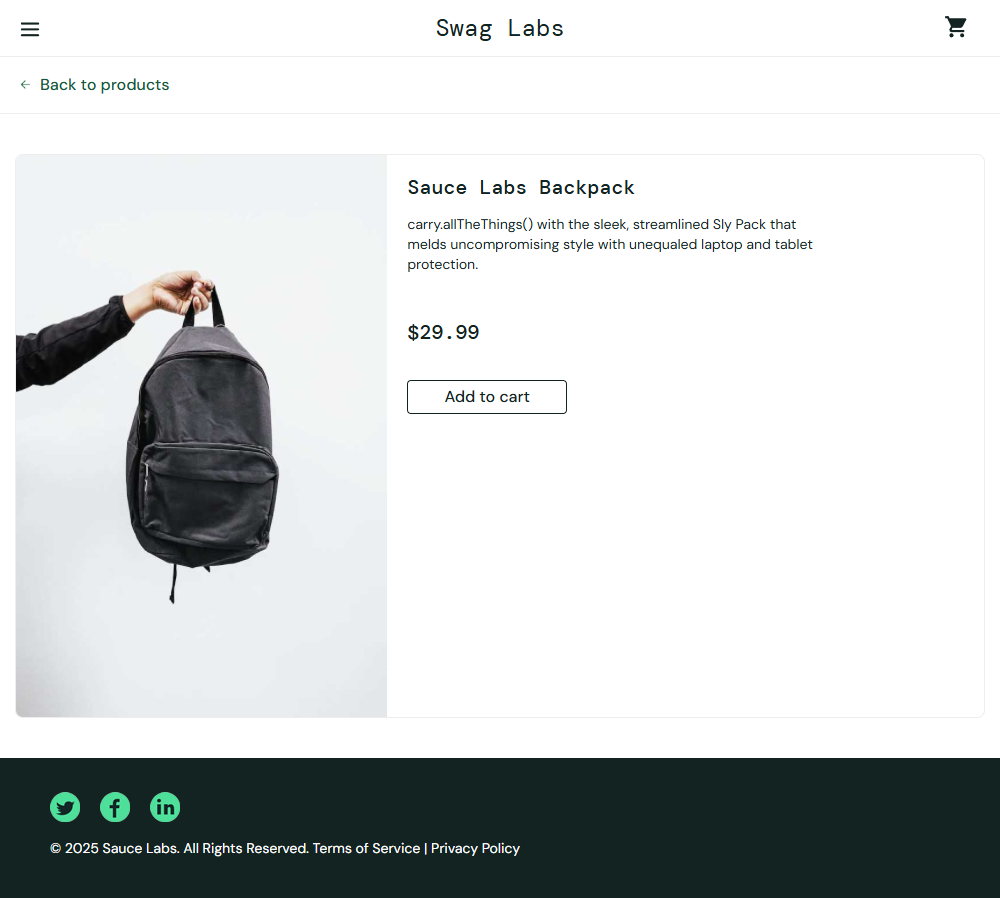 Swag Labs
Back to products
Sauce Labs Backpack
carry.allTheThings() with the sleek, streamlined Sly Pack that
melds uncompromising style with unequaled laptop and tablet
protection.
$29.99
Add to cart
© 2025 Sauce Labs. All Rights Reserved. Terms of Service | Privacy Policy